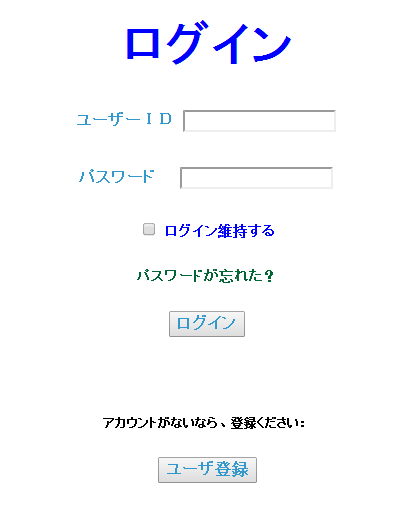 ログイン
ユーザーＩＤ
パスワード
ログイン維持する
パスワードが忘れた？
ログイン
アカウントがないなら、登録ください：
ユーザ登録